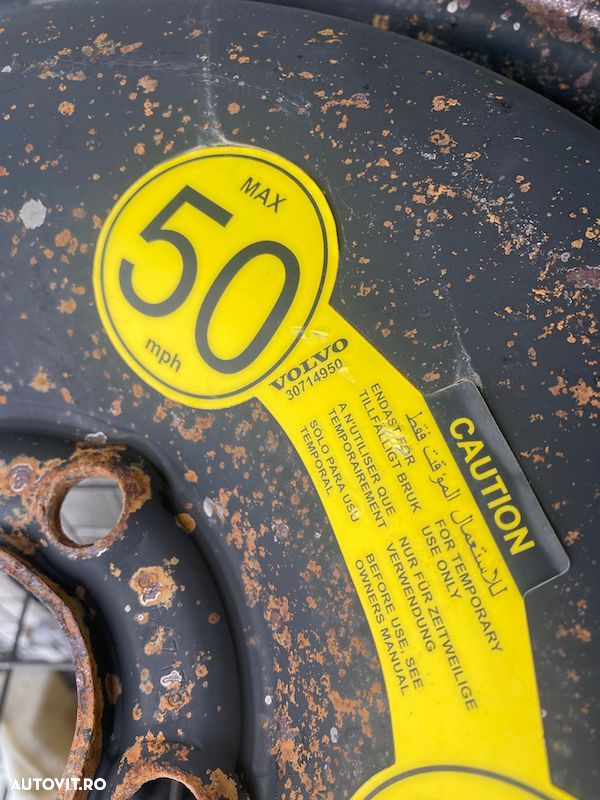 MAX
50
mph
VOLVO
30714950
ENDAST FÖR
TILLFÄLLIGT BRUK
A N'UTILISER QUE
TEMPORAIREMENT
SÓLO PARA USO
TEMPORAL
CAUTION
للاستعمال الموقت فقط
FOR TEMPORARY
USE ONLY
NUR FÜR ZEITWEILIGE
VERWENDUNG
BEFORE USE, SEE
OWNERS MANUAL
AUTOVIT.RO